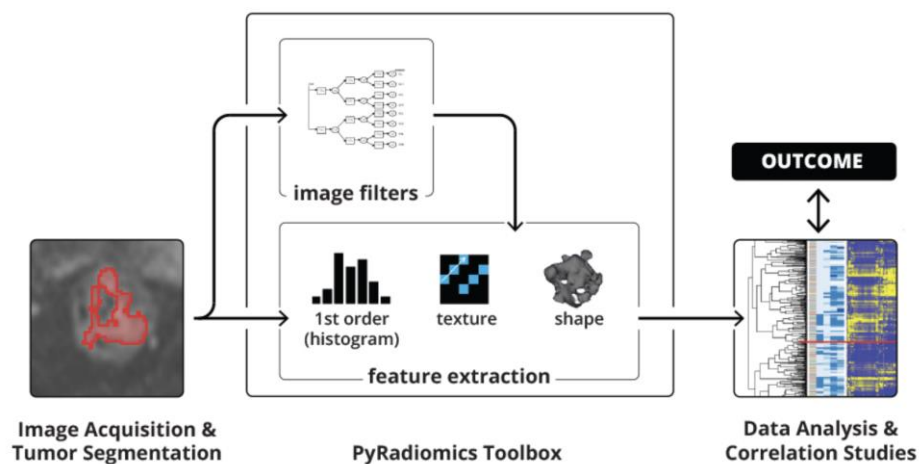 image filters
OUTCOME
1st order
(histogram)
texture
shape
feature extraction
Image Acquisition &
Tumor Segmentation
PyRadiomics Toolbox
Data Analysis &
Correlation Studies